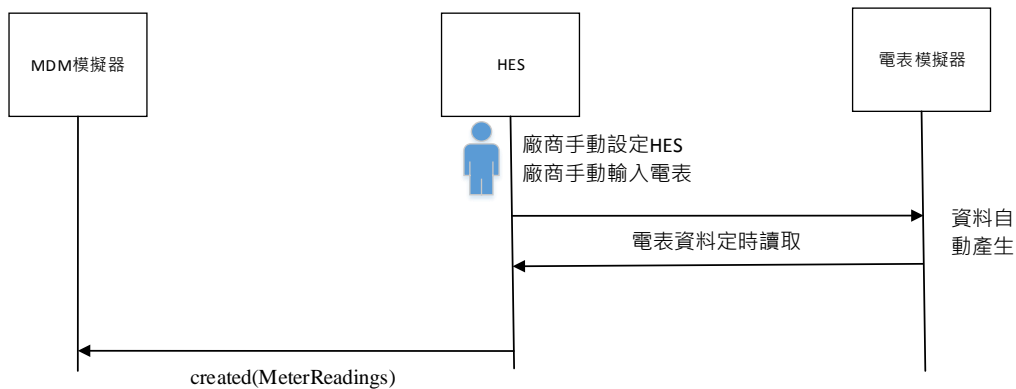 MDM模擬器
HES
電表模擬器
廠商手動設定HES
廠商手動輸入電表
資料自
動產生
電表資料定時讀取
created(MeterReadings)